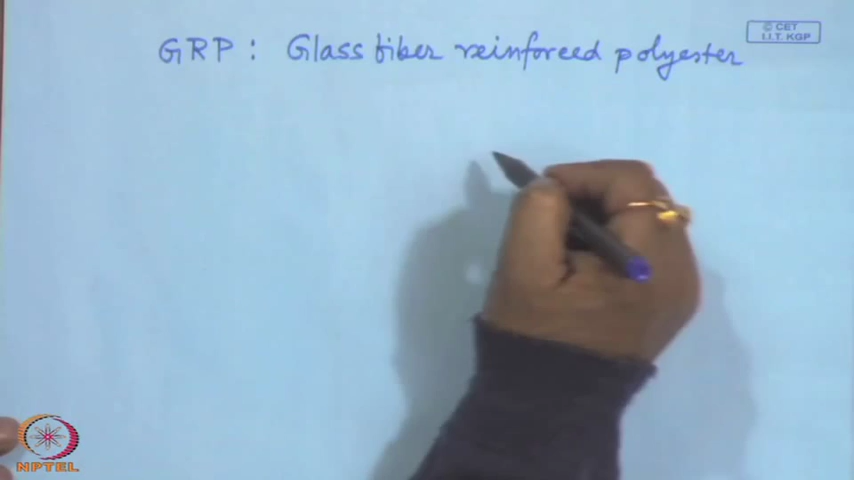 © CET
I.I.T. KGP
GRP : Glass fiber reinforced polyester
NPTEL